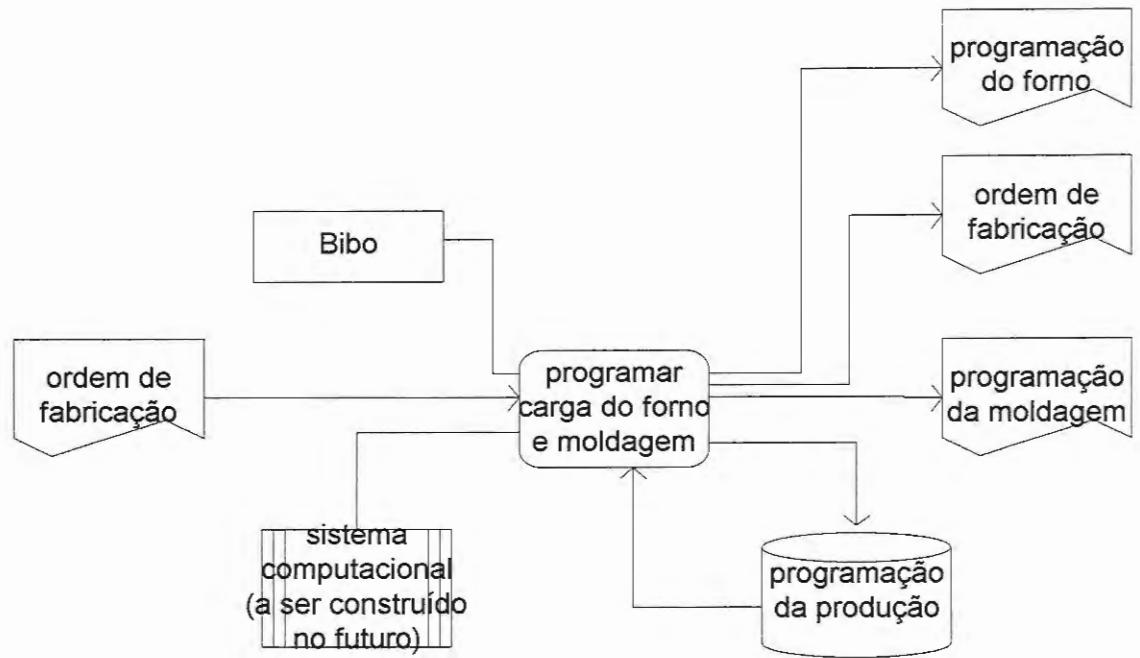 programação
do forno
ordem de
fabricação
Bibo
ordem de
fabricação
programar
carga do forno
e moldagem
programação
da moldagem
sistema
computacional
(a ser construído
no futuro)
programação
da produção